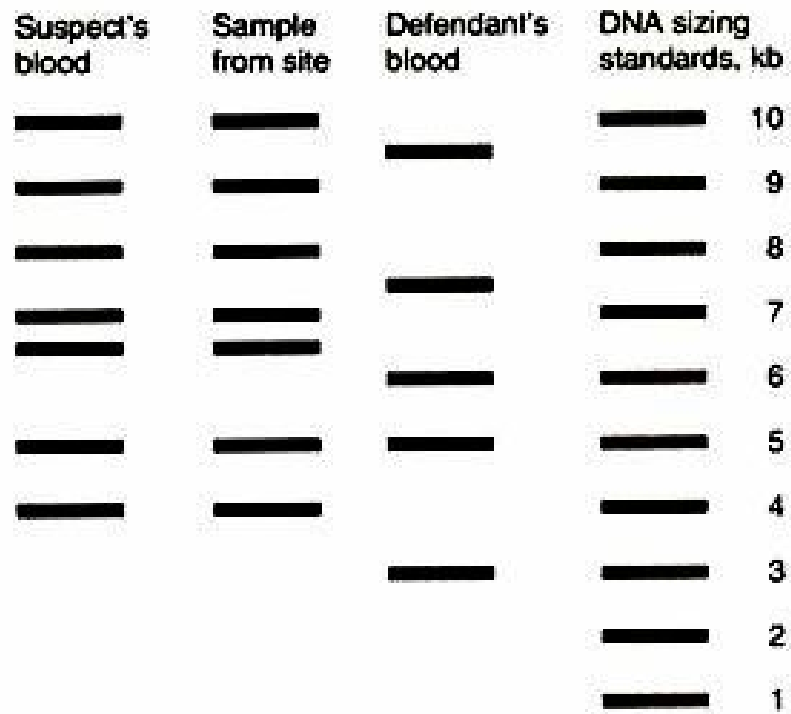 Suspect's
blood
Sample
from site
Defendant's
blood
DNA sizing
standards, kb
10
9
8
7
6
5
4
3
2
1